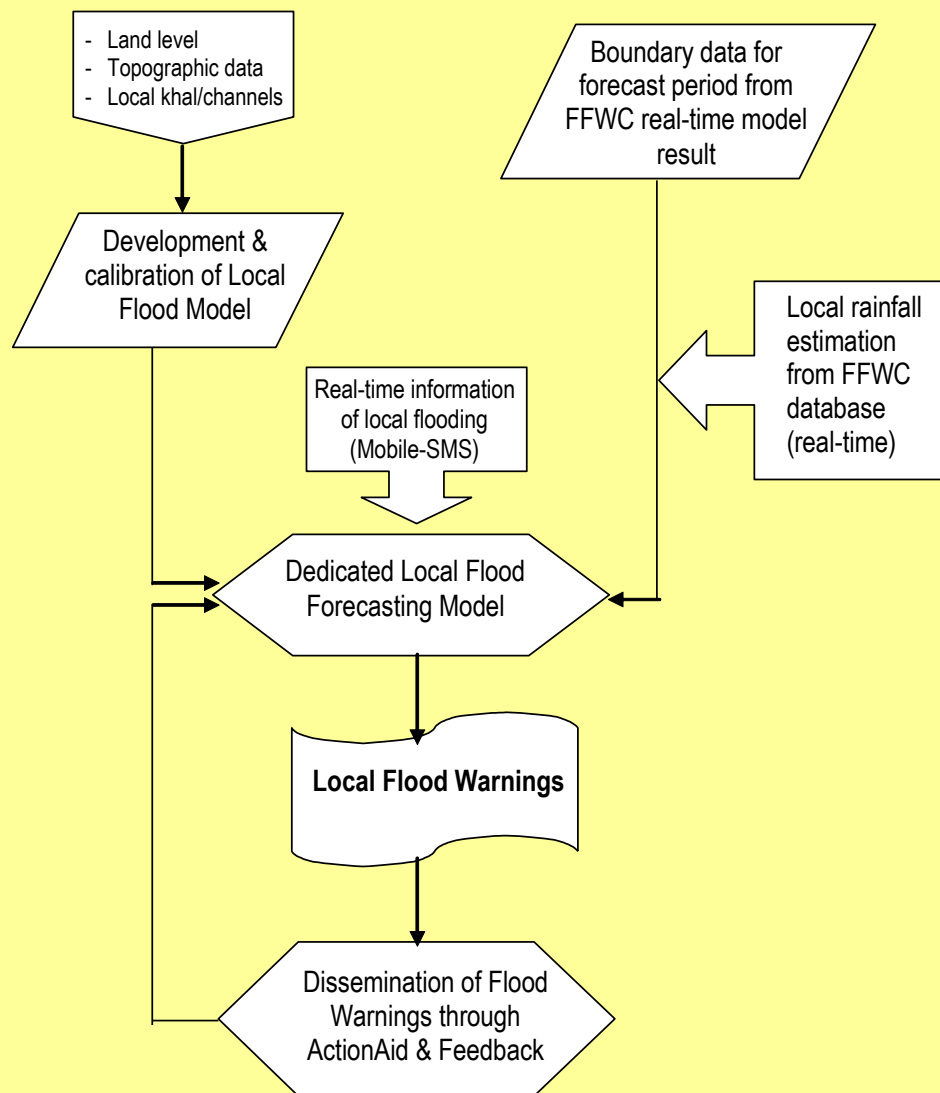 - Land level
- Topographic data
- Local khal/channels
Boundary data for
forecast period from
FFWC real-time model
result
Development &
calibration of Local
Flood Model
Local rainfall
estimation
from FFWC
database
(real-time)
Real-time information
of local flooding
(Mobile-SMS)
Dedicated Local Flood
Forecasting Model
Local Flood Warnings
Dissemination of Flood
Warnings through
ActionAid & Feedback